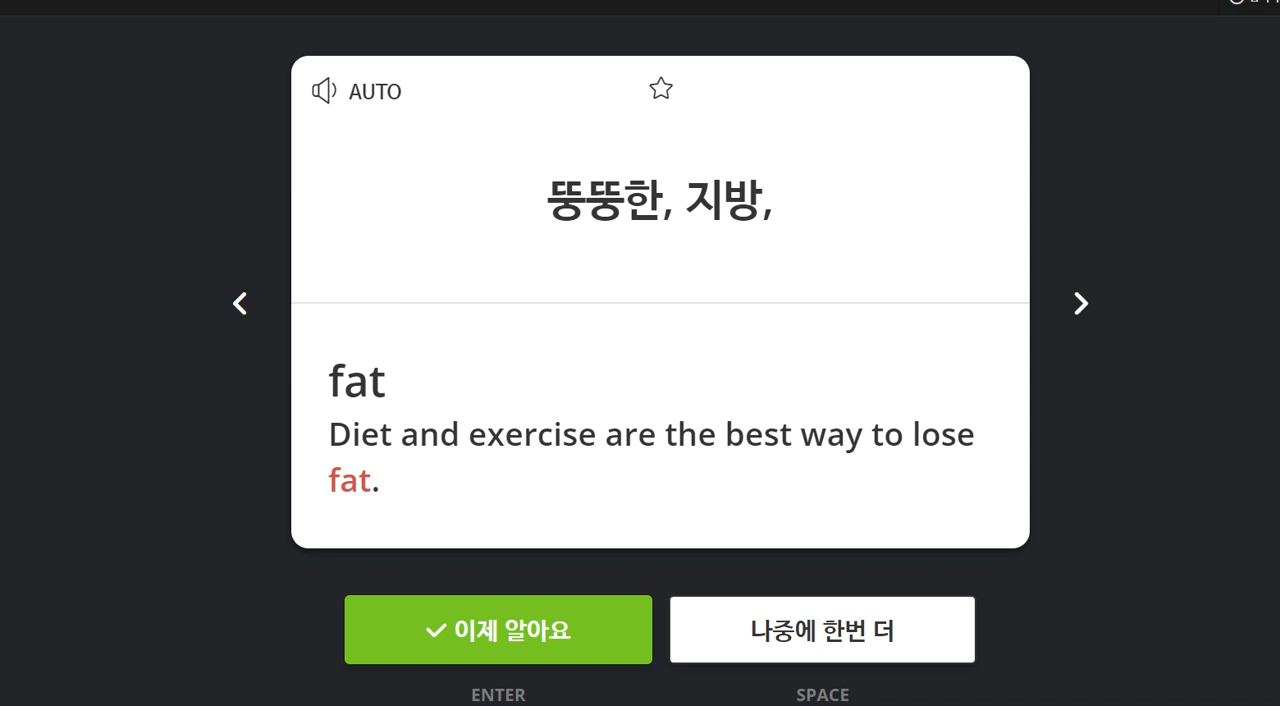 AUTO
뚱뚱한, 지방,
fat
Diet and exercise are the best way to lose
fat.
이제 알아요
나중에 한번 더
ENTER
SPACE